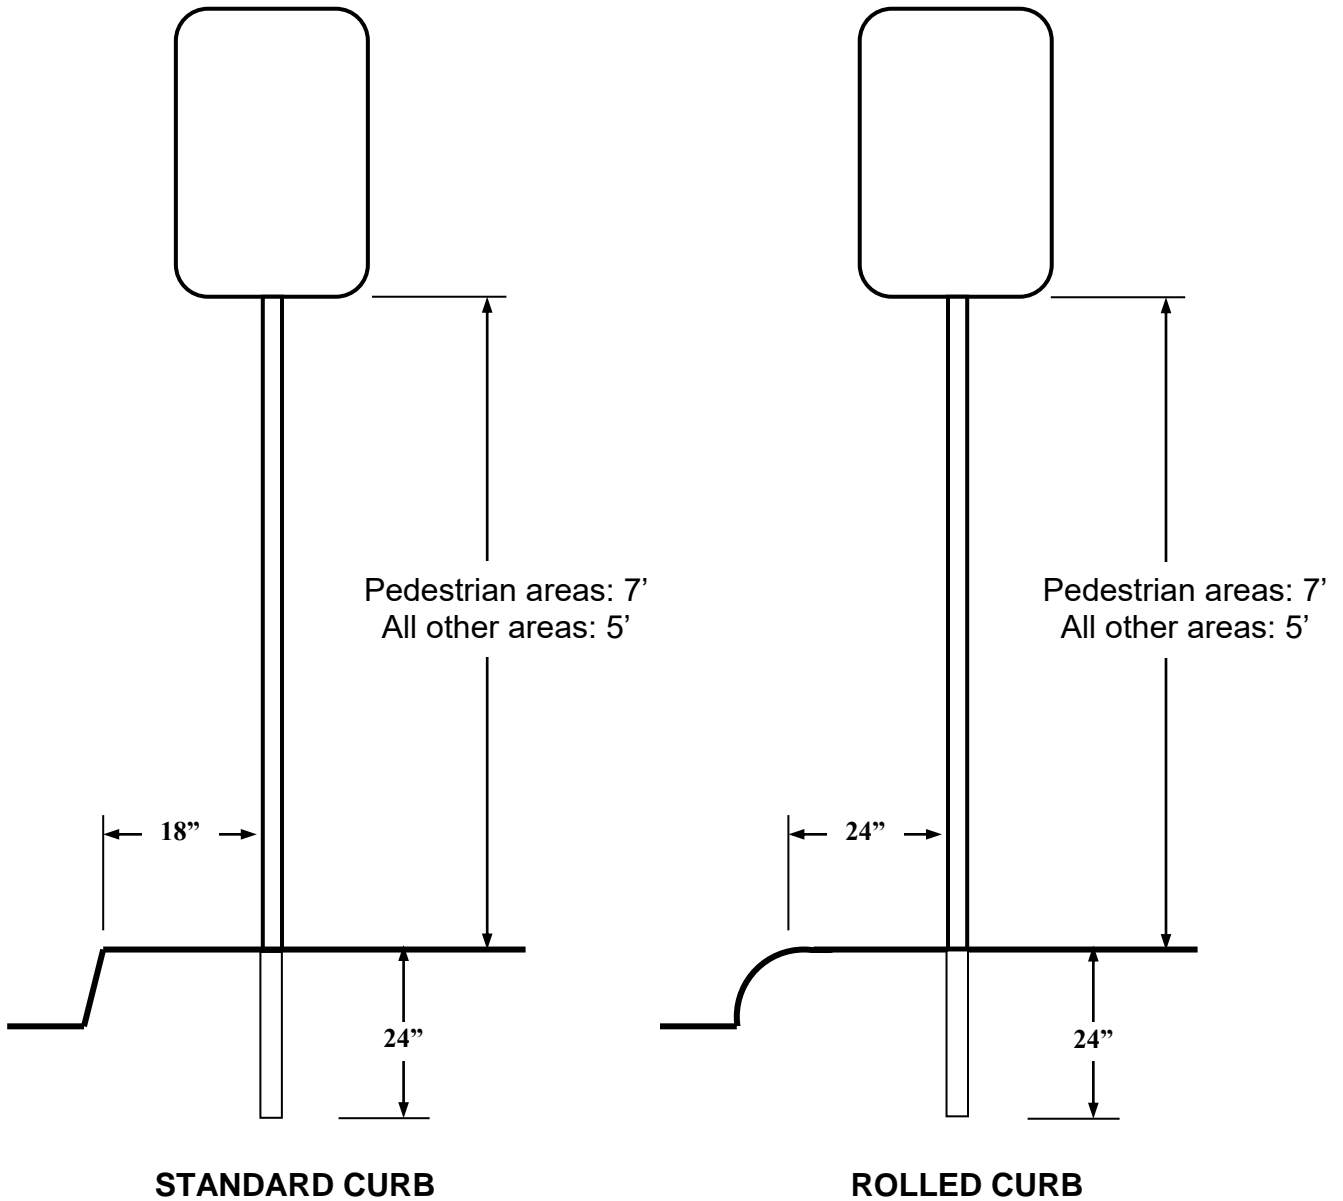 Pedestrian areas: 7’
All other areas: 5’
Pedestrian areas: 7’
All other areas: 5’
18”
24”
24”
24”
STANDARD CURB
ROLLED CURB